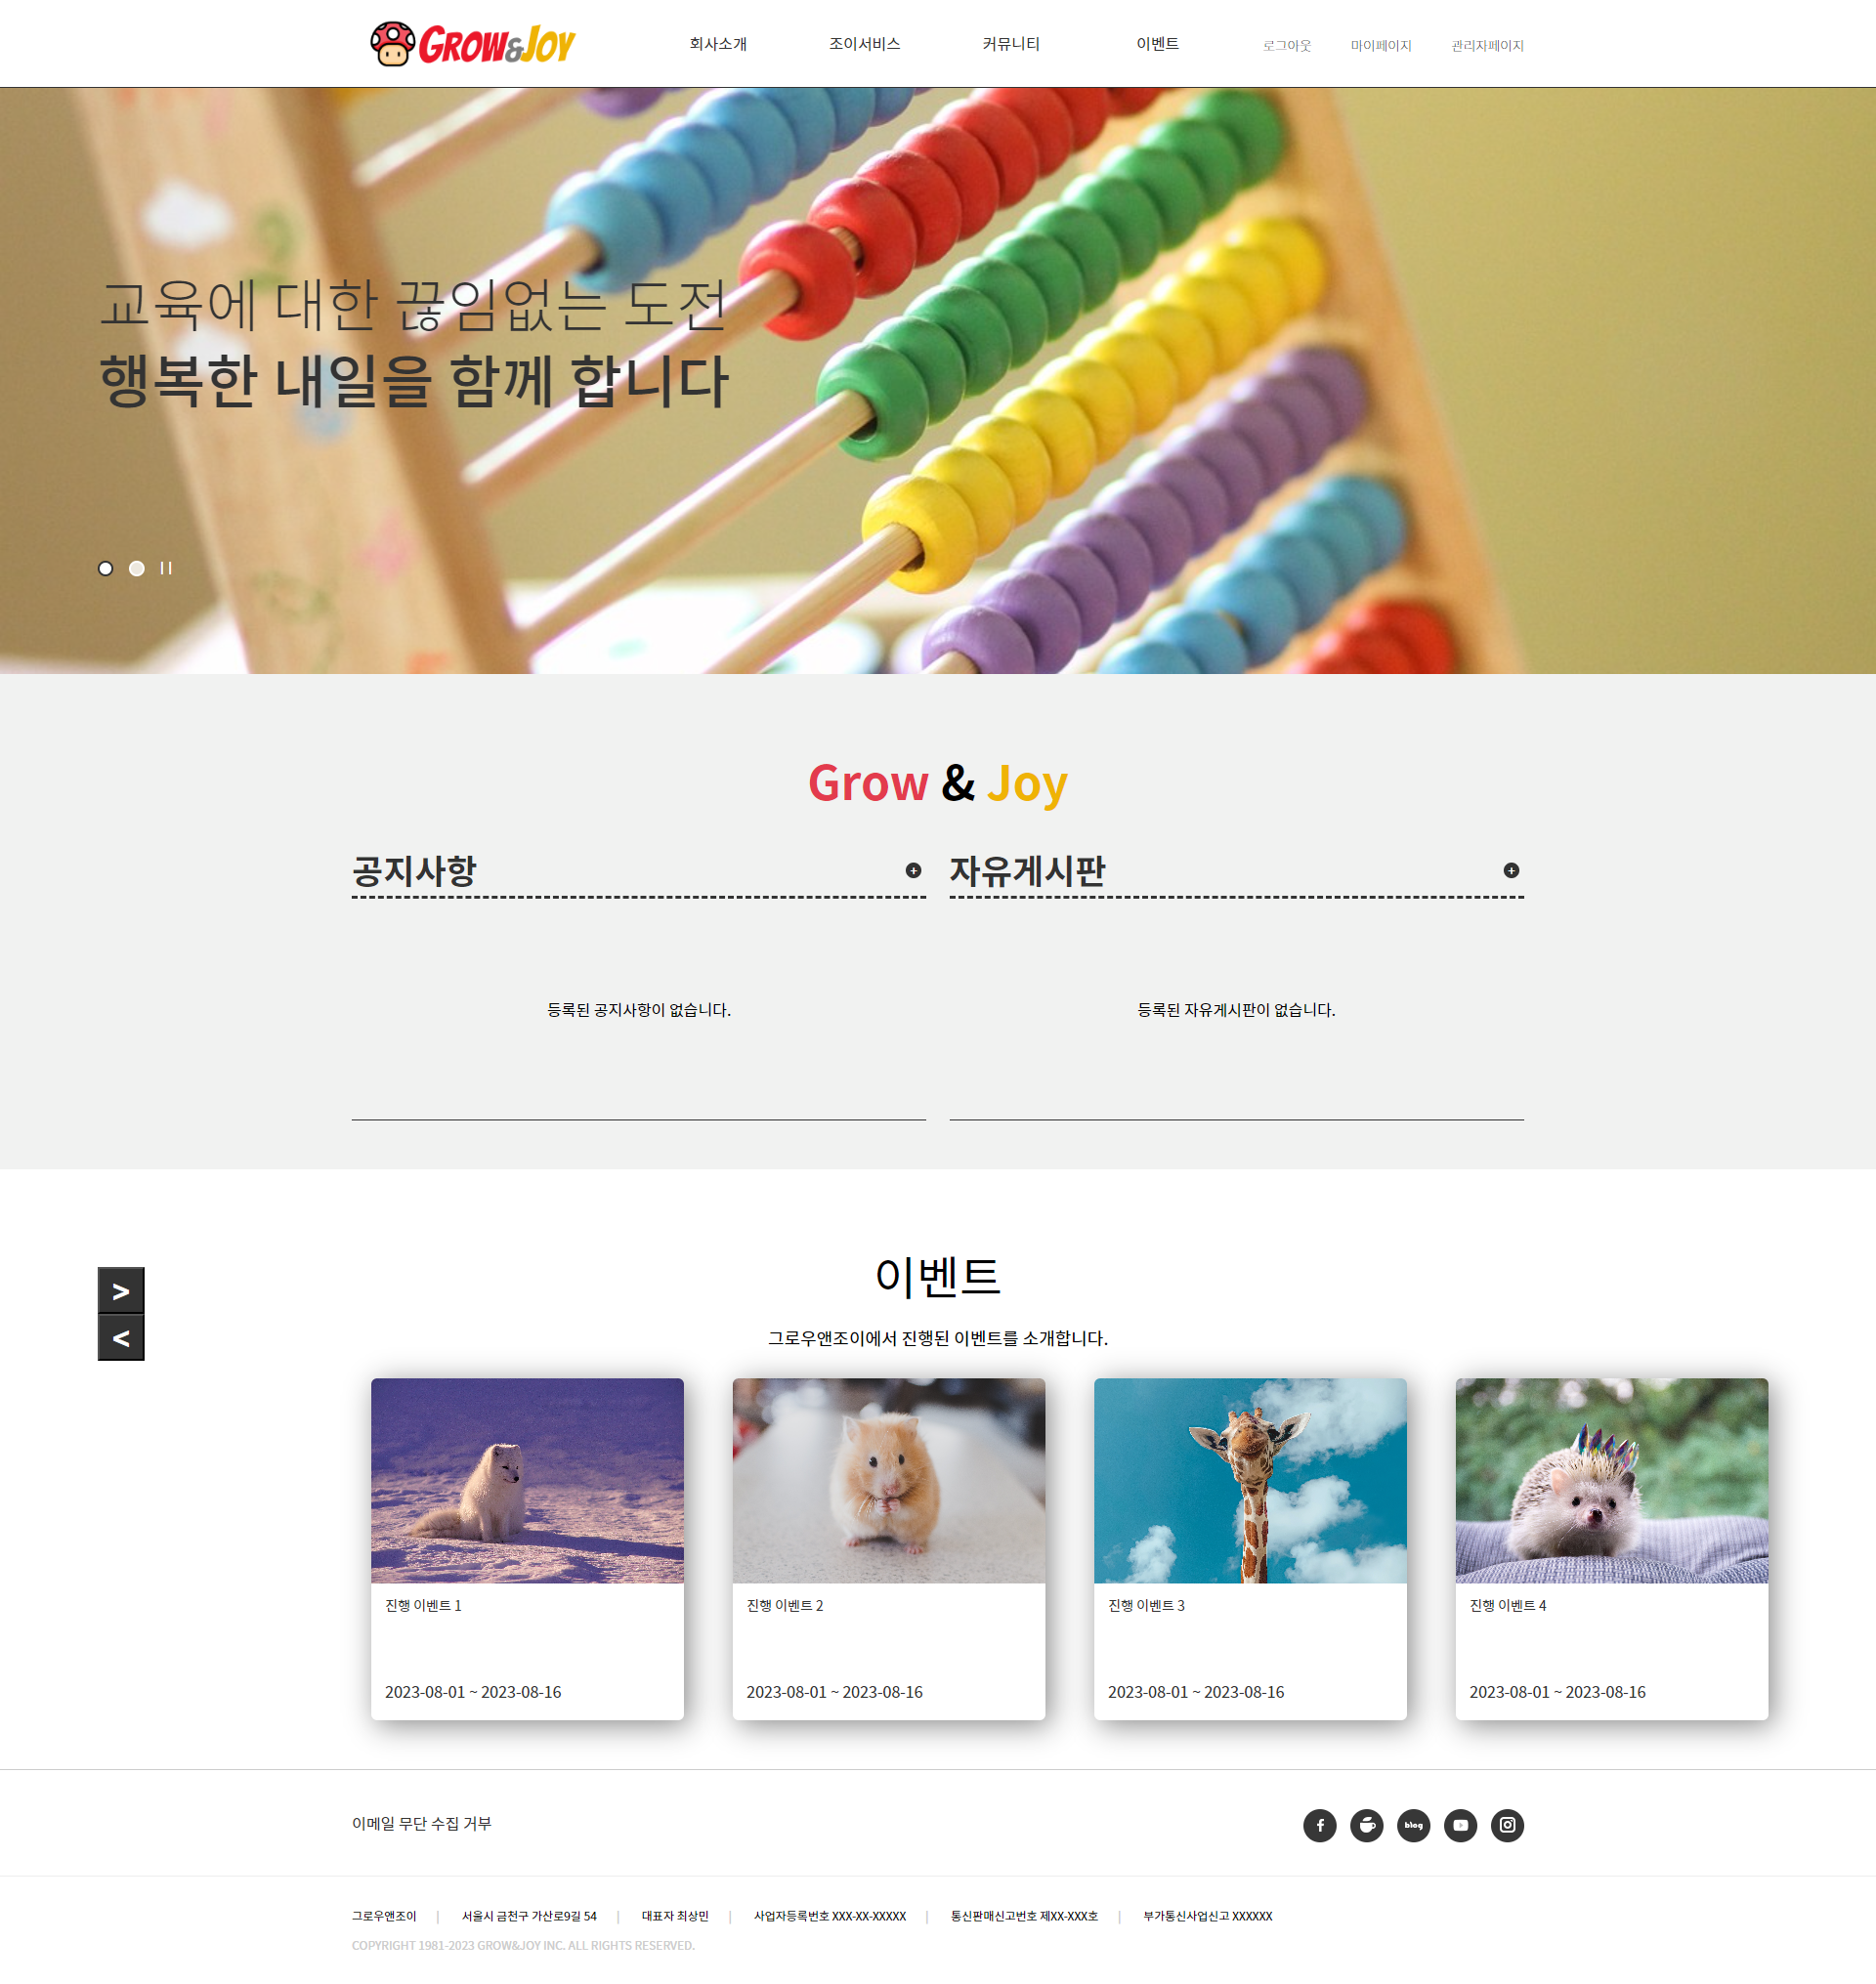 GROW&JOY
회사소개 조이서비스 커뮤니티 이벤트 로그아웃 마이페이지 관리자페이지
교육에 대한 끊임없는 도전
행복한 내일을 함께 합니다
Grow & Joy
공지사항
등록된 공지사항이 없습니다.
자유게시판
등록된 자유게시판이 없습니다.
>
<
이벤트
그로우앤조이에서 진행된 이벤트를 소개합니다.
진행 이벤트 1
2023-08-01 ~ 2023-08-16
진행 이벤트 2
2023-08-01 ~ 2023-08-16
진행 이벤트 3
2023-08-01 ~ 2023-08-16
진행 이벤트 4
2023-08-01 ~ 2023-08-16
이메일 무단 수집 거부
blog
그로우앤조이 | 서울시 금천구 가산로9길 54 | 대표자 최상민 | 사업자등록번호 XXX-XX-XXXXX | 통신판매신고번호 제XX-XXX호 | 부가통신사업신고 XXXXXX
COPYRIGHT 1981-2023 GROW&JOY INC. ALL RIGHTS RESERVED.